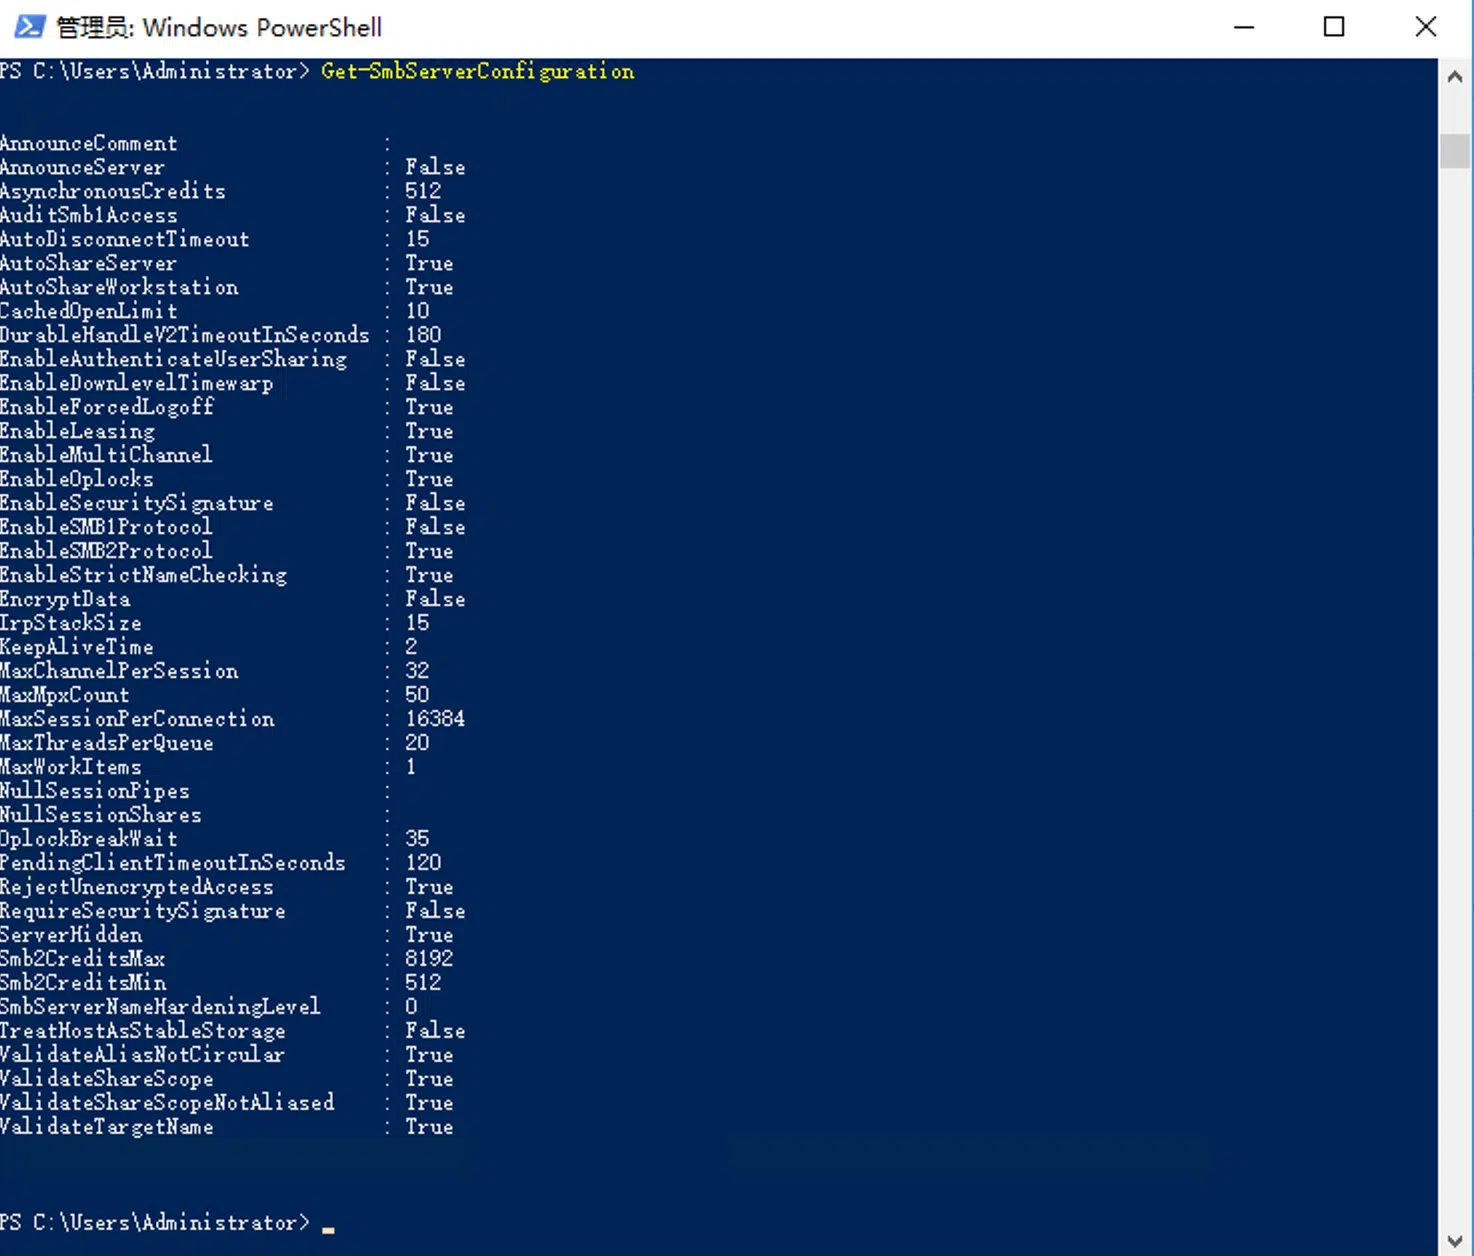 管理员: Windows PowerShell
PS C:\Users\Administrator> Get-SmbServerConfiguration
AnnounceComment :
AnnounceServer : False
AsynchronousCredits : 512
AuditSmb1Access : False
AutoDisconnectTimeout : 15
AutoShareServer : True
AutoShareWorkstation : True
CachedOpenLimit : 10
DurableHandleV2TimeoutInSeconds : 180
EnableAuthenticateUserSharing : False
EnableDownlevelTimewarp : False
EnableForcedLogoff : True
EnableLeasing : True
EnableMultiChannel : True
EnableOplocks : True
EnableSecuritySignature : False
EnableSMB1Protocol : False
EnableSMB2Protocol : True
EnableStrictNameChecking : True
EncryptData : False
IrpStackSize : 15
KeepAliveTime : 2
MaxChannelPerSession : 32
MaxMpxCount : 50
MaxSessionPerConnection : 16384
MaxThreadsPerQueue : 20
MaxWorkItems : 1
NullSessionPipes :
NullSessionShares :
OplockBreakWait : 35
PendingClientTimeoutInSeconds : 120
RejectUnencryptedAccess : True
RequireSecuritySignature : False
ServerHidden : True
Smb2CreditsMax : 8192
Smb2CreditsMin : 512
SmbServerNameHardeningLevel : 0
TreatHostAsStableStorage : False
ValidateAliasNotCircular : True
ValidateShareScope : True
ValidateShareScopeNotAliased : True
ValidateTargetName : True
PS C:\Users\Administrator> _